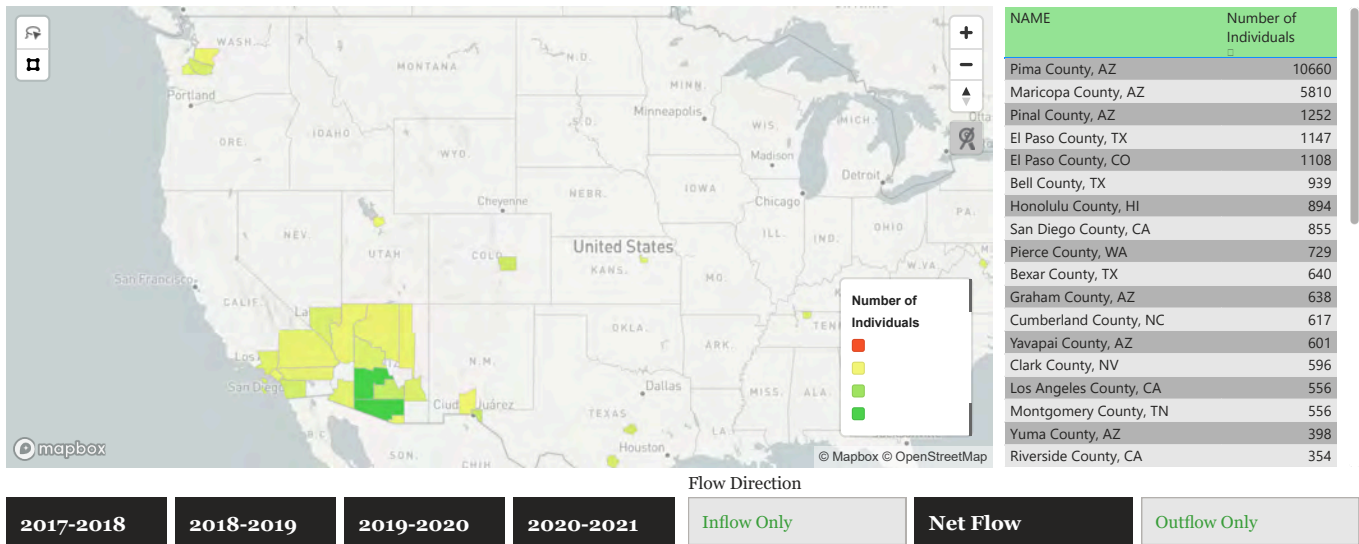 WASH.
MONTANA
N.D.
MINN.
Portland
Minneapolis
S.D.
WIS.
MICH.
ORE.
IDAHO
WYO.
Madison
Detroit
Cheyenne
NEBR.
IOWA
Chicago
PA.
NEV.
UTAH
COLO.
United States
KANS.
MO.
ILL.
IND.
OHIO
W.VA.
San Francisco
CALIF.
La
OKLA.
TENN
ARK.
Los
N.M.
San Diego
Ciud
Juárez
Dallas
MISS.
ALA.
TEXAS
LA.
B.C.
SON.
CHIH
Houston
Number of
Individuals
mapbox
© Mapbox © OpenStreetMap
NAME Number of
Individuals
Pima County, AZ 10660
Maricopa County, AZ 5810
Pinal County, AZ 1252
El Paso County, TX 1147
El Paso County, CO 1108
Bell County, TX 939
Honolulu County, HI 894
San Diego County, CA 855
Pierce County, WA 729
Bexar County, TX 640
Graham County, AZ 638
Cumberland County, NC 617
Yavapai County, AZ 601
Clark County, NV 596
Los Angeles County, CA 556
Montgomery County, TN 556
Yuma County, AZ 398
Riverside County, CA 354
Flow Direction
2017-2018 2018-2019 2019-2020 2020-2021 Inflow Only Net Flow Outflow Only